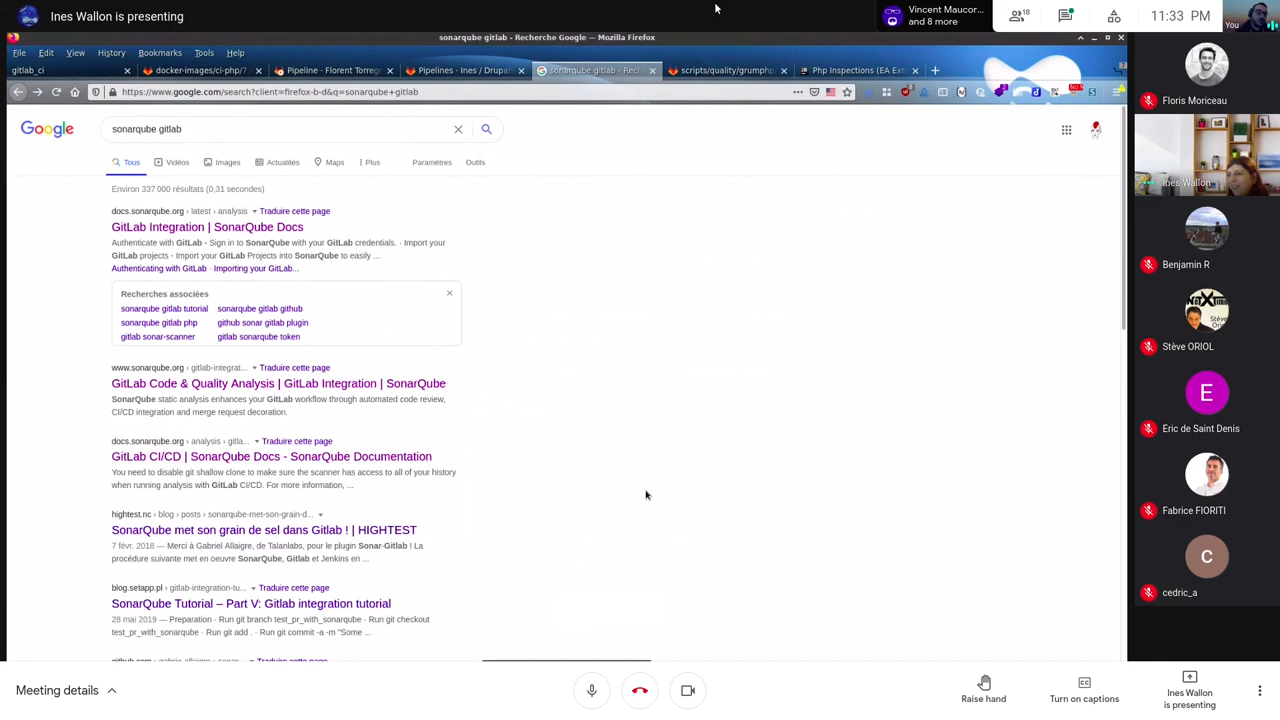 Ines Wallon is presenting
Vincent Maucor...
and 8 more
18
11:33 PM
You
sonarqube gitlab - Recherche Google - Mozilla Firefox
File Edit View History Bookmarks Tools Help
gitlab_ci
docker-images/ci-php/7
Pipeline · Florent Torreg
Pipelines · Ines / Drupal8
sonarqube gitlab - Rech
scripts/quality/grumphp
Php Inspections (EA Exte
https://www.google.com/search?client=firefox-b-d&q=sonarqube+gitlab
Google
sonarqube gitlab
Tous Vidéos Images Actualités Maps Plus Paramètres Outils
Environ 337 000 résultats (0,31 secondes)
docs.sonarqube.org › latest › analysis Traduire cette page
GitLab Integration | SonarQube Docs
Authenticate with GitLab - Sign in to SonarQube with your GitLab credentials. · Import your
GitLab projects - Import your GitLab Projects into SonarQube to easily ...
Authenticating with GitLab · Importing your GitLab...
Recherches associées
sonarqube gitlab tutorial sonarqube gitlab github
sonarqube gitlab php github sonar gitlab plugin
gitlab sonar-scanner gitlab sonarqube token
www.sonarqube.org › gitlab-integrat... Traduire cette page
GitLab Code & Quality Analysis | GitLab Integration | SonarQube
SonarQube static analysis enhances your GitLab workflow through automated code review,
CI/CD integration and merge request decoration.
docs.sonarqube.org › analysis › gitla... Traduire cette page
GitLab CI/CD | SonarQube Docs - SonarQube Documentation
You need to disable git shallow clone to make sure the scanner has access to all of your history
when running analysis with GitLab CI/CD. For more information, ...
hightest.nc › blog › posts › sonarqube-met-son-grain-d...
SonarQube met son grain de sel dans Gitlab ! | HIGHTEST
7 févr. 2018 — Merci à Gabriel Allaigre, de Talanlabs, pour le plugin Sonar-Gitlab ! La
procédure suivante met en oeuvre SonarQube, Gitlab et Jenkins en ...
blog.setapp.pl › gitlab-integration-tu... Traduire cette page
SonarQube Tutorial – Part V: Gitlab integration tutorial
28 mai 2019 — Preparation · Run git branch test_pr_with_sonarqube · Run git checkout
test_pr_with_sonarqube · Run git add . · Run git commit -a -m "Some ...
Floris Moriceau
Ines Wallon
Benjamin R
Stève ORIOL
E
Eric de Saint Denis
Fabrice FIORITI
C
cedric_a
Meeting details
Raise hand
Turn on captions
Ines Wallon
is presenting